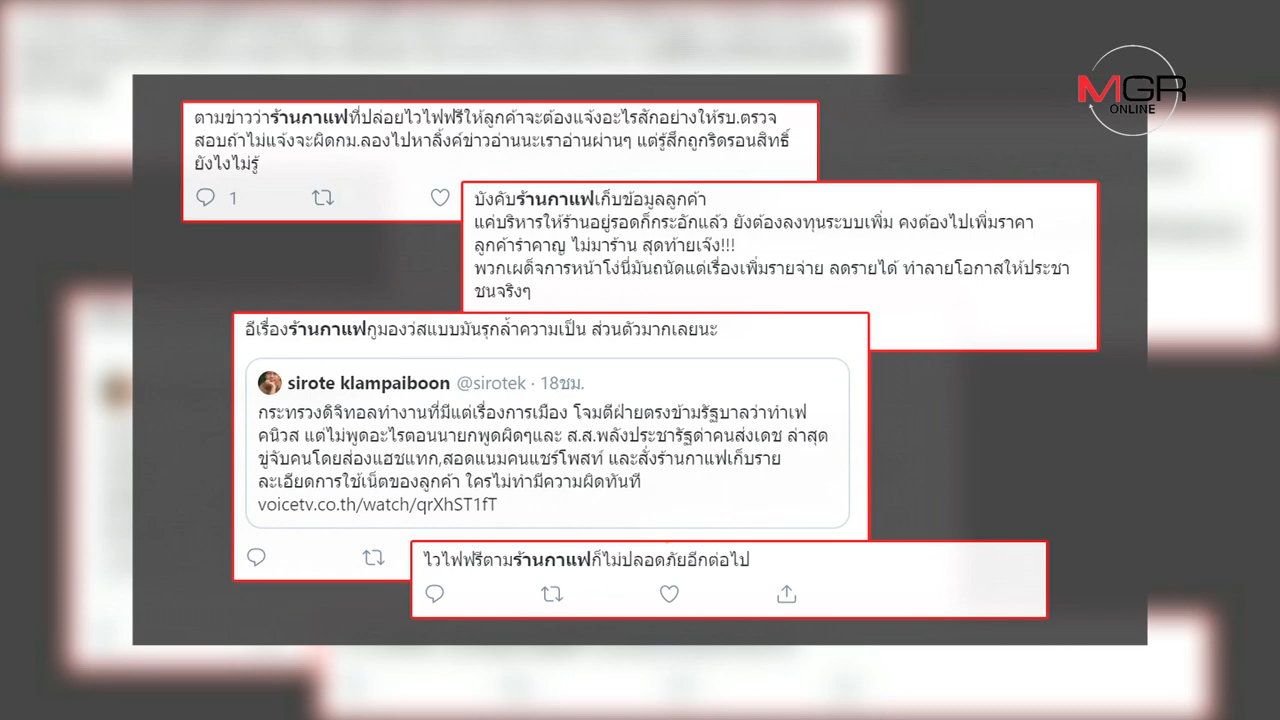 MGR
ONLINE
ตามข่าวว่าร้านกาแฟที่ปล่อยไวไฟฟรีให้ลูกค้าจะต้องแจ้งอะไรสักอย่างให้รบ.ตรวจ
สอบถ้าไม่แจ้งจะผิดกม.ลองไปหาลิ้งค์ข่าวอ่านนะเราอ่านผ่านๆ แต่รู้สึกถูกริดรอนสิทธิ์
ยังไงไม่รู้
1
บังคับร้านกาแฟเก็บข้อมูลลูกค้า
แค่บริหารให้ร้านอยู่รอดก็กระอักแล้ว ยังต้องลงทุนระบบเพิ่ม คงต้องไปเพิ่มราคา
ลูกค้ารำคาญ ไม่มาร้าน สุดท้ายเจ๊ง!!!
พวกเผด็จการหน้าโง่นี่มันถนัดแต่เรื่องเพิ่มรายจ่าย ลดรายได้ ทำลายโอกาสให้ประชา
ชนจริงๆ
อีเรื่องร้านกาแฟกูมองว่สแบบมันรุกล้ำความเป็น ส่วนตัวมากเลยนะ
sirote klampaiboon @sirotek · 18ชม.
กระทรวงดิจิทอลทำงานที่มีแต่เรื่องการเมือง โจมตีฝ่ายตรงข้ามรัฐบาลว่าทำเฟ
คนิวส แต่ไม่พูดอะไรตอนนายกพูดผิดๆและ ส.ส.พลังประชารัฐด่าคนส่งเดช ล่าสุด
ขู่จับคนโดยส่องแฮชแทก,สอดแนมคนแชร์โพสท์ และสั่งร้านกาแฟเก็บราย
ละเอียดการใช้เน็ตของลูกค้า ใครไม่ทำมีความผิดทันที
voicetv.co.th/watch/qrXhST1fT
ไวไฟฟรีตามร้านกาแฟก็ไม่ปลอดภัยอีกต่อไป